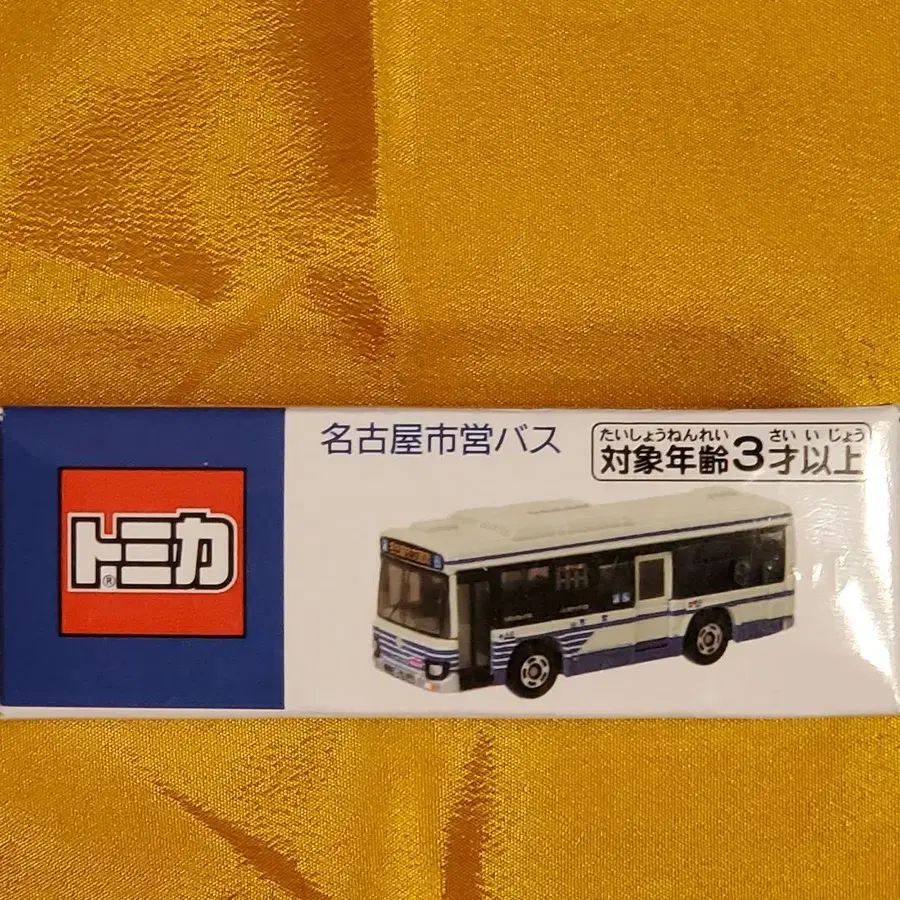 名古屋市営バス
たいしょうねんれい さい いじょう
対象年齢3才以上
トミカ
®